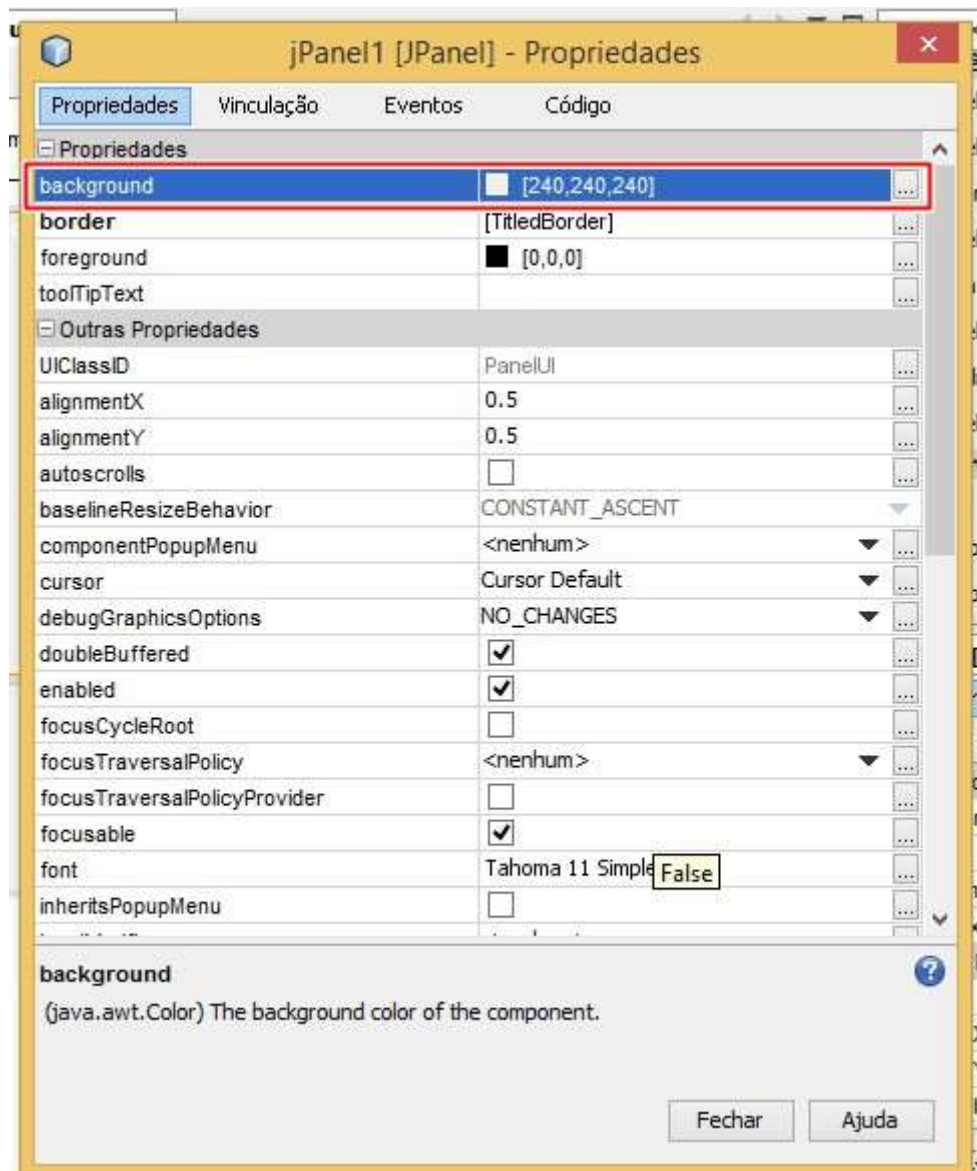 jPanel1 [JPanel] - Propriedades
Propriedades Vinculação Eventos Código
Propriedades
background [240,240,240] ...
border [TitledBorder] ...
foreground [0,0,0] ...
toolTipText ...
Outras Propriedades
UIClassID PanelUI ...
alignmentX 0.5 ...
alignmentY 0.5 ...
autoscrolls ...
baselineResizeBehavior CONSTANT_ASCENT
componentPopupMenu <nenhum> ...
cursor Cursor Default ...
debugGraphicsOptions NO_CHANGES ...
doubleBuffered ...
enabled ...
focusCycleRoot ...
focusTraversalPolicy <nenhum> ...
focusTraversalPolicyProvider ...
focusable ...
font Tahoma 11 Simple False ...
inheritsPopupMenu ...
background
(java.awt.Color) The background color of the component.
Fechar Ajuda